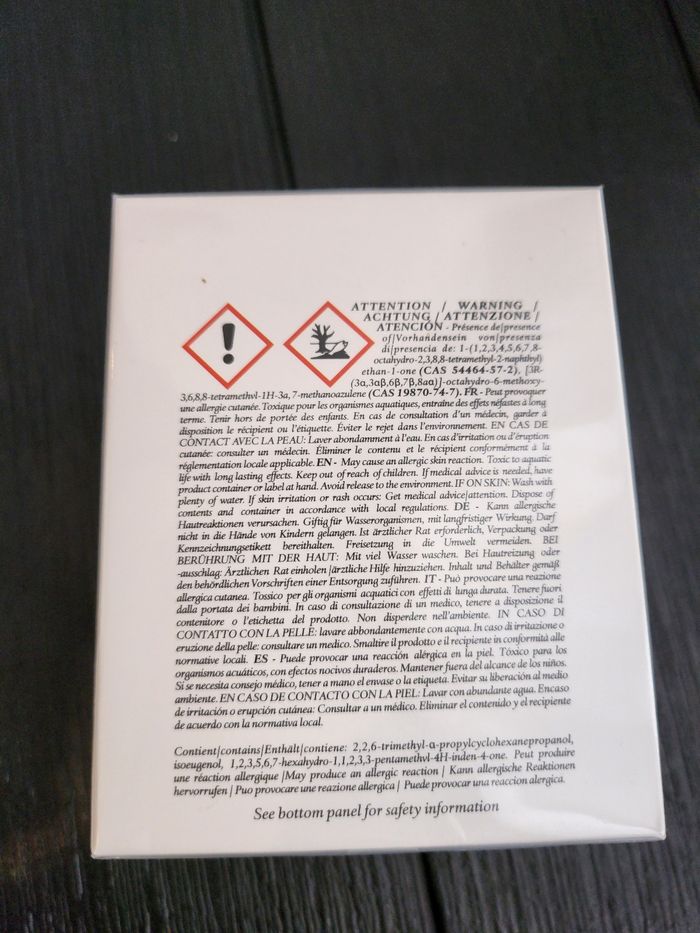 ATTENTION / WARNING /
ACHTUNG / ATTENZIONE /
ATENCIÓN - Présence de|presence
of|Vorhandensein von|presenza
di|presencia de: 1-(1,2,3,4,5,6,7,8-
octahydro-2,3,8,8-tetramethyl-2-naphthyl)
ethan-1-one (CAS 54464-57-2), [3R-
(3α,3aβ,6β,7β,8aα)]-octahydro-6-methoxy-
3,6,8,8-tetramethyl-1H-3a,7-methanoazulene (CAS 19870-74-7). FR - Peut provoquer
une allergie cutanée. Toxique pour les organismes aquatiques, entraîne des effets néfastes à long
terme. Tenir hors de portée des enfants. En cas de consultation d'un médecin, garder à
disposition le récipient ou l'étiquette. Éviter le rejet dans l'environnement. EN CAS DE
CONTACT AVEC LA PEAU: Laver abondamment à l'eau. En cas d'irritation ou d'éruption
cutanée: consulter un médecin. Éliminer le contenu et le récipient conformément à la
réglementation locale applicable. EN - May cause an allergic skin reaction. Toxic to aquatic
life with long lasting effects. Keep out of reach of children. If medical advice is needed, have
product container or label at hand. Avoid release to the environment. IF ON SKIN: Wash with
plenty of water. If skin irritation or rash occurs: Get medical advice|attention. Dispose of
contents and container in accordance with local regulations. DE - Kann allergische
Hautreaktionen verursachen. Giftig für Wasserorganismen, mit langfristiger Wirkung. Darf
nicht in die Hände von Kindern gelangen. Ist ärztlicher Rat erforderlich, Verpackung oder
Kennzeichnungsetikett bereithalten. Freisetzung in die Umwelt vermeiden. BEI
BERÜHRUNG MIT DER HAUT: Mit viel Wasser waschen. Bei Hautreizung oder
-ausschlag: Ärztlichen Rat einholen |ärztliche Hilfe hinzuziehen. Inhalt und Behälter gemäß
den behördlichen Vorschriften einer Entsorgung zuführen. IT - Può provocare una reazione
allergica cutanea. Tossico per gli organismi acquatici con effetti di lunga durata. Tenere fuori
dalla portata dei bambini. In caso di consultazione di un medico, tenere a disposizione il
contenitore o l'etichetta del prodotto. Non disperdere nell'ambiente. IN CASO DI
CONTATTO CON LA PELLE: lavare abbondantemente con acqua. In caso di irritazione o
eruzione della pelle: consultare un medico. Smaltire il prodotto e il recipiente in conformità alle
normative locali. ES - Puede provocar una reacción alérgica en la piel. Tóxico para los
organismos acuáticos, con efectos nocivos duraderos. Mantener fuera del alcance de los niños.
Si se necesita consejo médico, tener a mano el envase o la etiqueta. Evitar su liberación al medio
ambiente. EN CASO DE CONTACTO CON LA PIEL: Lavar con abundante agua. En caso
de irritación o erupción cutánea: Consultar a un médico. Eliminar el contenido y el recipiente
de acuerdo con la normativa local.
Contient|contains|Enthält|contiene: 2,2,6-trimethyl-α-propylcyclohexanepropanol,
isoeugenol, 1,2,3,5,6,7-hexahydro-1,1,2,3,3-pentamethyl-4H-inden-4-one. Peut produire
une réaction allergique |May produce an allergic reaction | Kann allergische Reaktionen
hervorrufen | Puo provocare una reazione allergica | Puede provocar una reaccion alergica.
See bottom panel for safety information